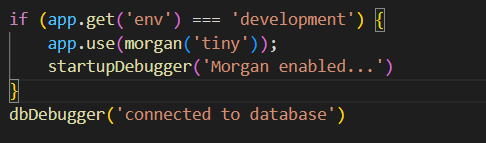 if (app.get('env') === 'development') {
    app.use(morgan('tiny'));
    startupDebugger('Morgan enabled...')
}
dbDebugger('connected to database')